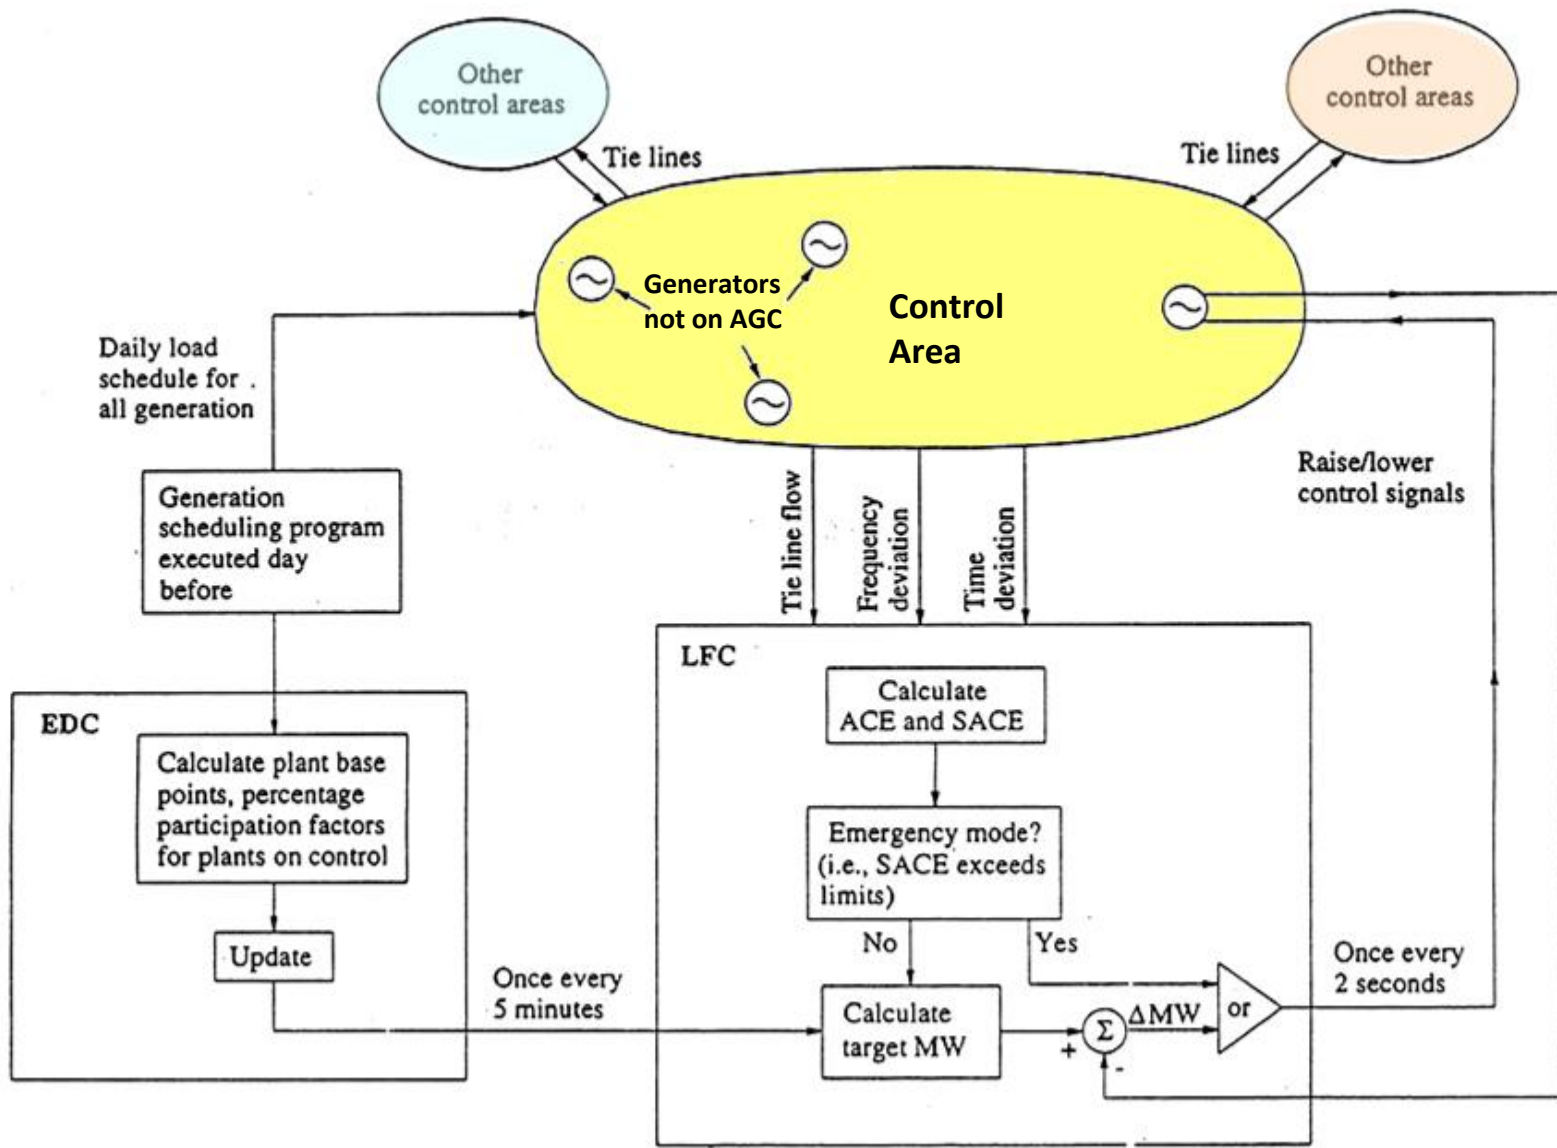 Other
control areas
Other
control areas
Tie lines
Tie lines
Generators
not on AGC
Control
Area
Daily load
schedule for .
all generation
Generation
scheduling program
executed day
before
Tie line flow
Frequency
deviation
Time
deviation
Raise/lower
control signals
EDC
Calculate plant base
points, percentage
participation factors
for plants on control
Update
Once every
5 minutes
LFC
Calculate
ACE and SACE
Emergency mode?
(i.e., SACE exceeds
limits)
No
Yes
Calculate
target MW
+
Σ
-
ΔMW
or
Once every
2 seconds